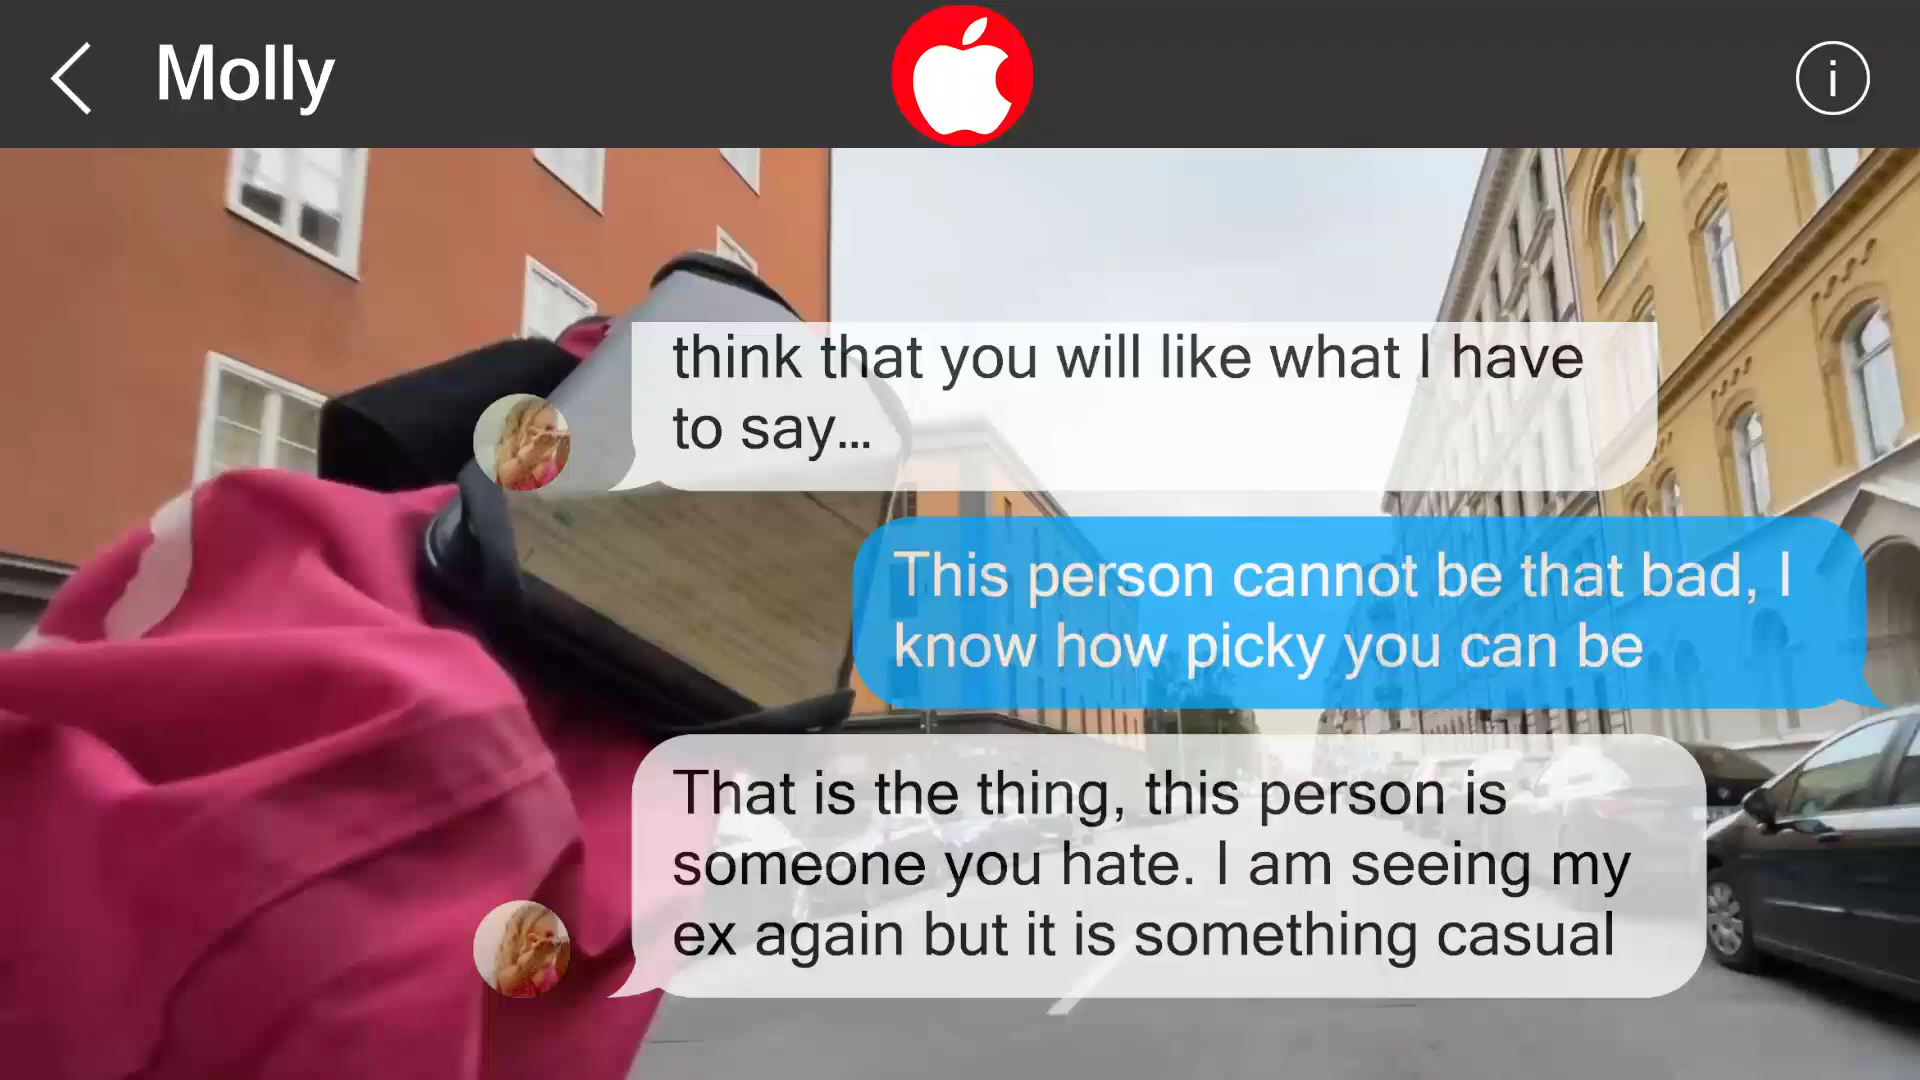 Molly
think that you will like what I have
to say...
This person cannot be that bad, I
know how picky you can be
That is the thing, this person is
someone you hate. I am seeing my
ex again but it is something casual